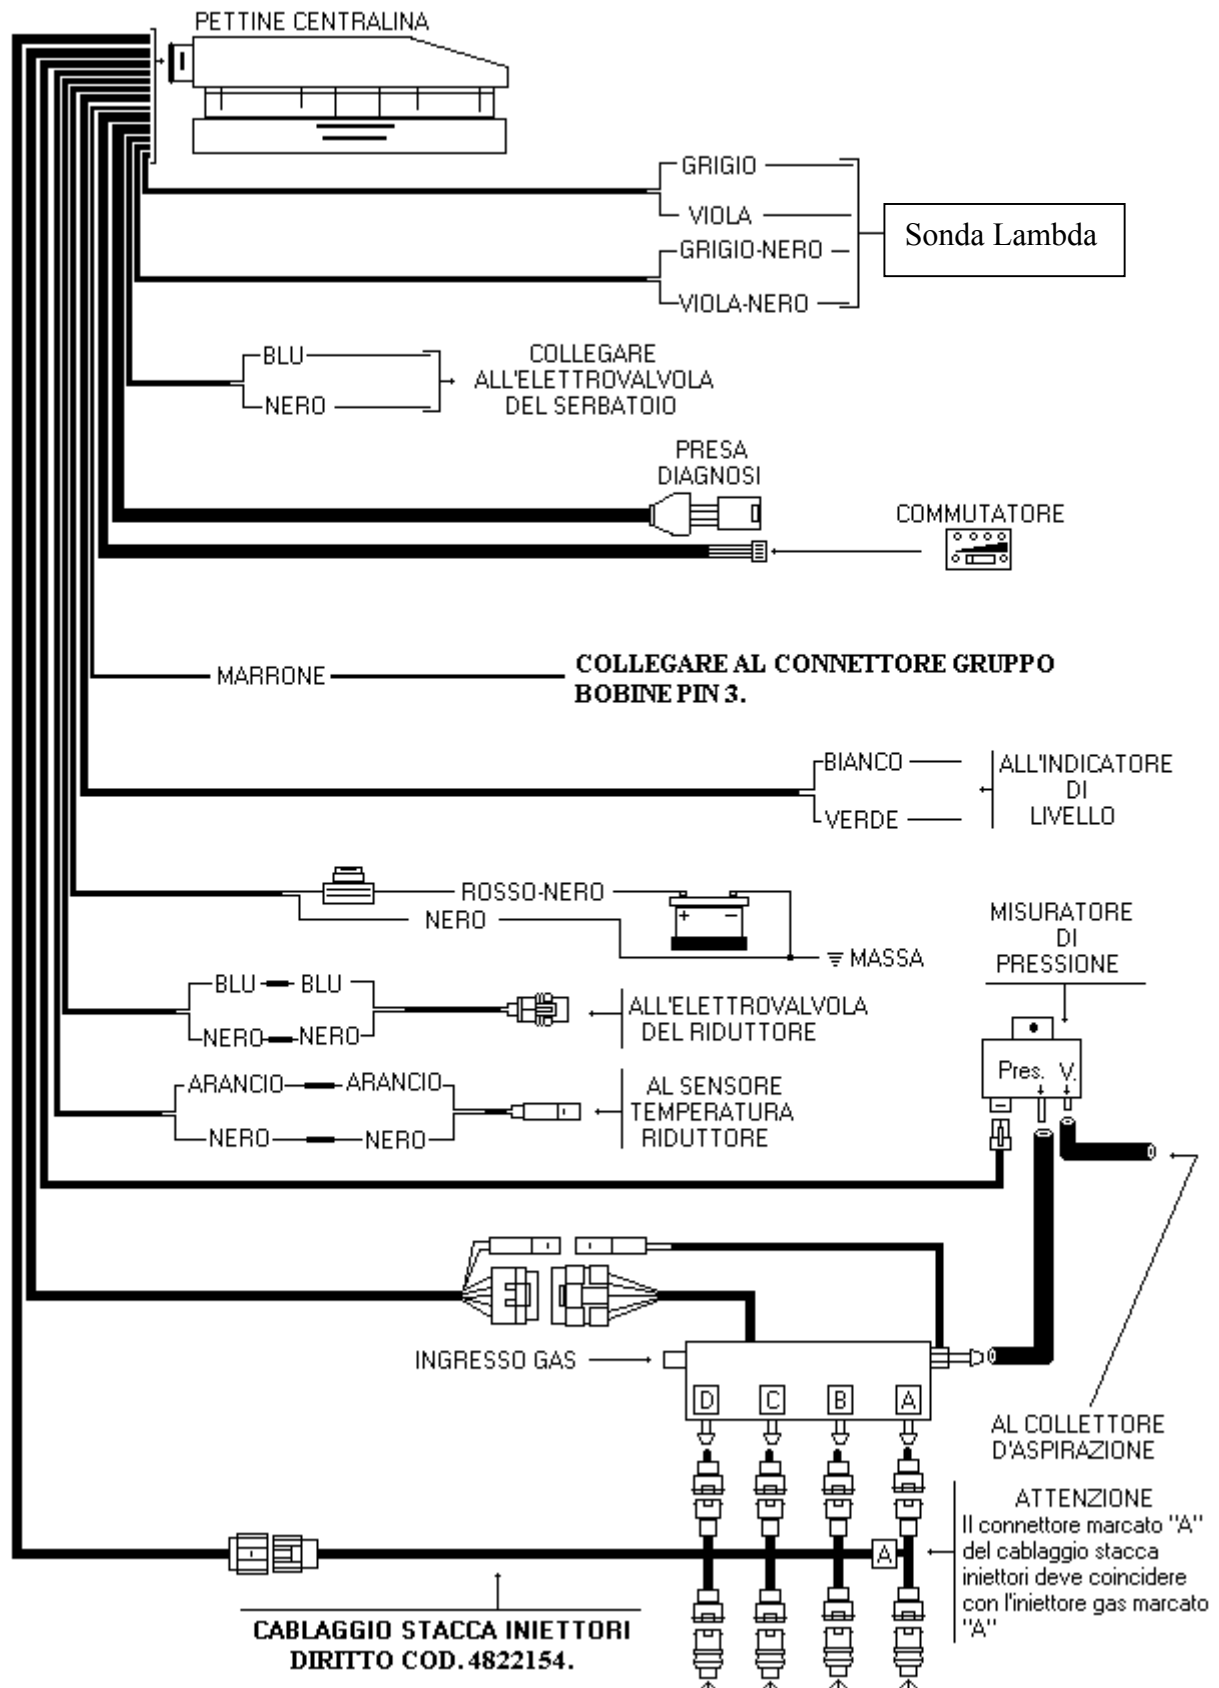 PETTINE CENTRALINA
GRIGIO
VIOLA
GRIGIO-NERO
VIOLA-NERO
Sonda Lambda
BLU
NERO
COLLEGARE
ALL'ELETTROVALVOLA
DEL SERBATOIO
PRESA
DIAGNOSI
COMMUTATORE
MARRONE
COLLEGARE AL CONNETTORE GRUPPO
BOBINE PIN 3.
BIANCO
VERDE
ALL'INDICATORE
DI
LIVELLO
ROSSO-NERO
NERO
+ −
MASSA
MISURATORE
DI
PRESSIONE
Pres. V.
BLU BLU
NERO NERO
ALL'ELETTROVALVOLA
DEL RIDUTTORE
ARANCIO ARANCIO
NERO NERO
AL SENSORE
TEMPERATURA
RIDUTTORE
INGRESSO GAS
D C B A
AL COLLETTORE
D'ASPIRAZIONE
A
ATTENZIONE
Il connettore marcato "A"
del cablaggio stacca
iniettori deve coincidere
con l'iniettore gas marcato
"A"
CABLAGGIO STACCA INIETTORI
DIRITTO COD. 4822154.